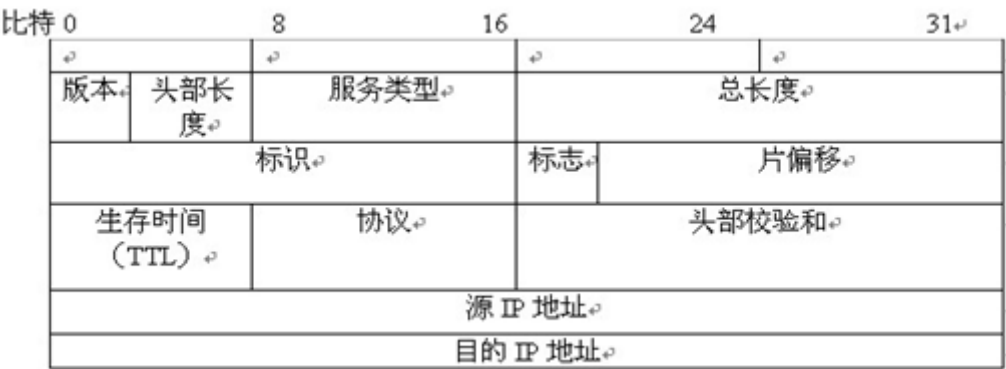 比特 0 8 16 24 31
版本 头部长度 服务类型 总长度
标识 标志 片偏移
生存时间（TTL） 协议 头部校验和
源 IP 地址
目的 IP 地址